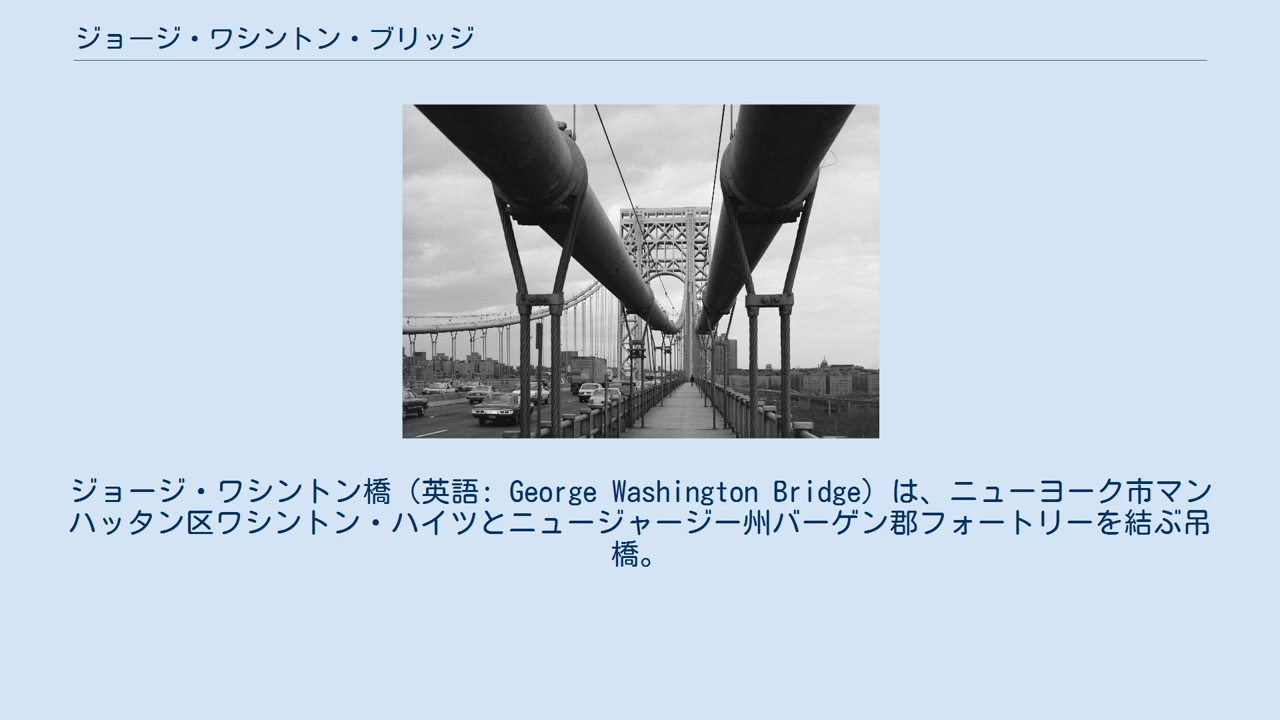 ジョージ・ワシントン・ブリッジ
ジョージ・ワシントン橋（英語: George Washington Bridge）は、ニューヨーク市マン
ハッタン区ワシントン・ハイツとニュージャージー州バーゲン郡フォートリーを結ぶ吊
橋。